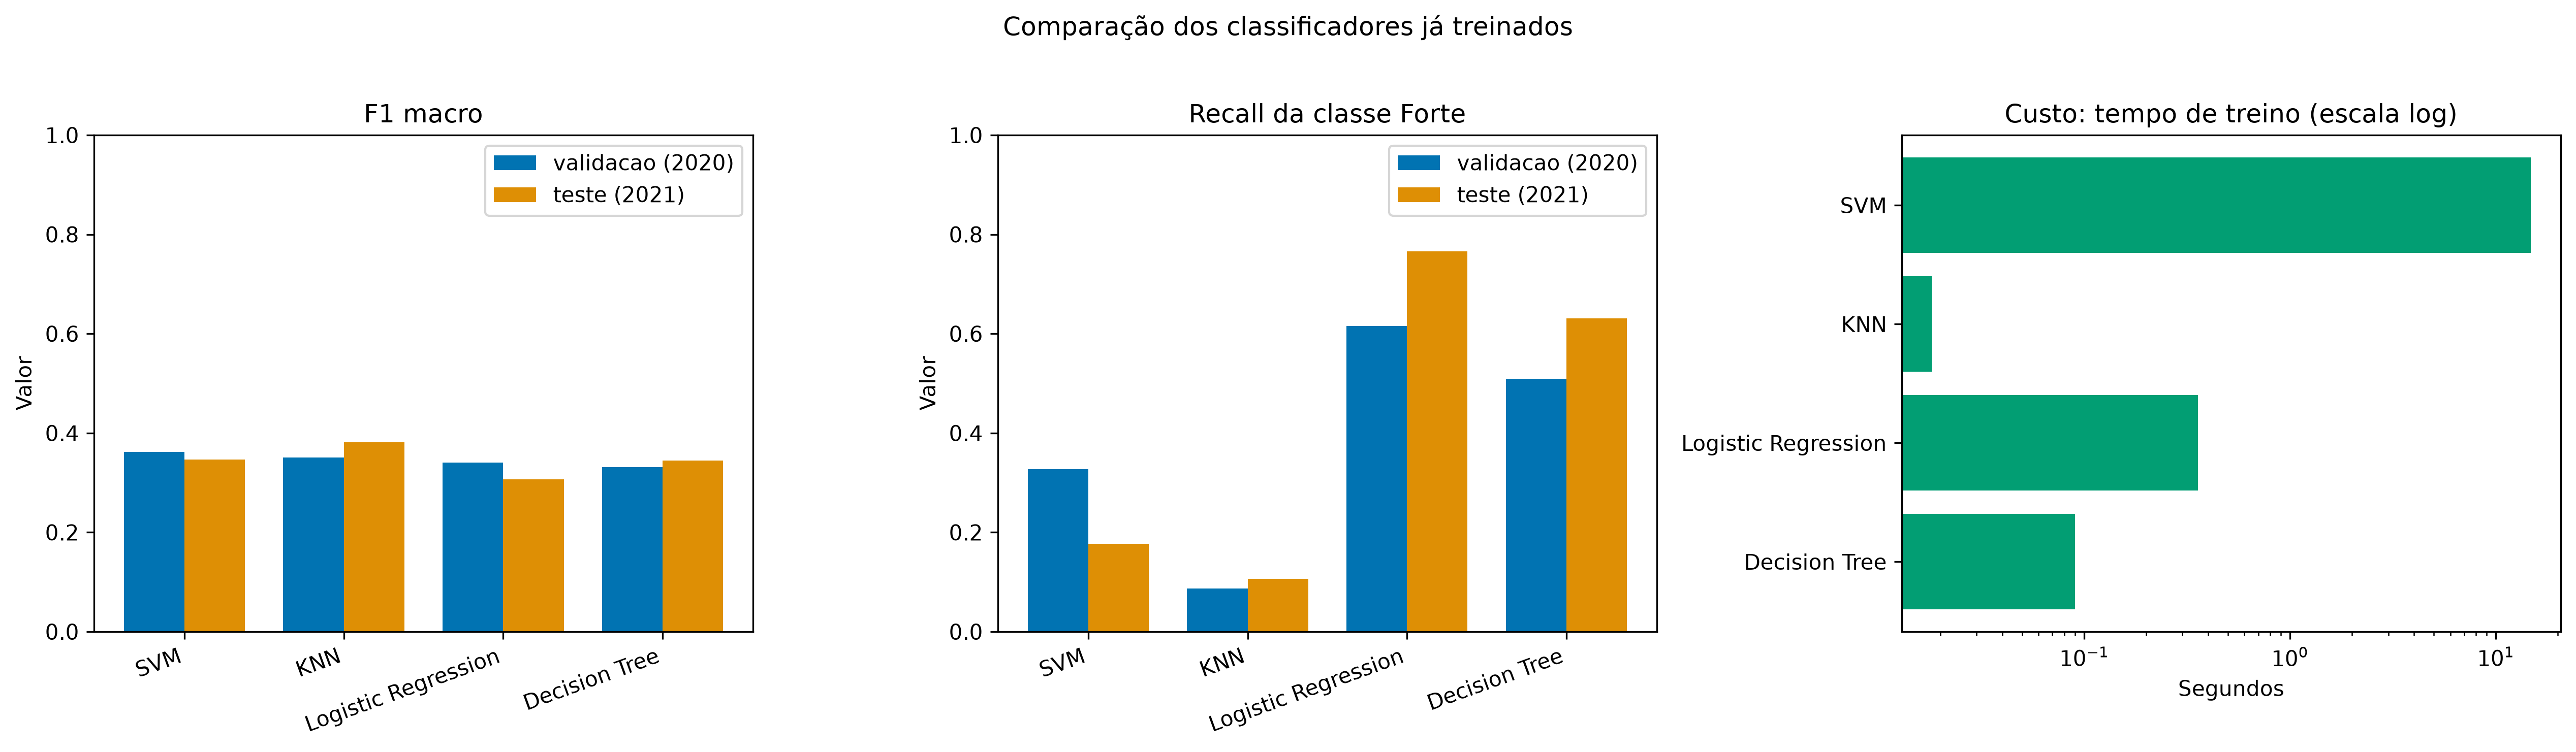 Comparação dos classificadores já treinados
F1 macro
Valor
1.0
0.8
0.6
0.4
0.2
0.0
validacao (2020)
teste (2021)
SVM
KNN
Logistic Regression
Decision Tree
Recall da classe Forte
Valor
1.0
0.8
0.6
0.4
0.2
0.0
validacao (2020)
teste (2021)
SVM
KNN
Logistic Regression
Decision Tree
Custo: tempo de treino (escala log)
SVM
KNN
Logistic Regression
Decision Tree
10⁻¹
10⁰
10¹
Segundos